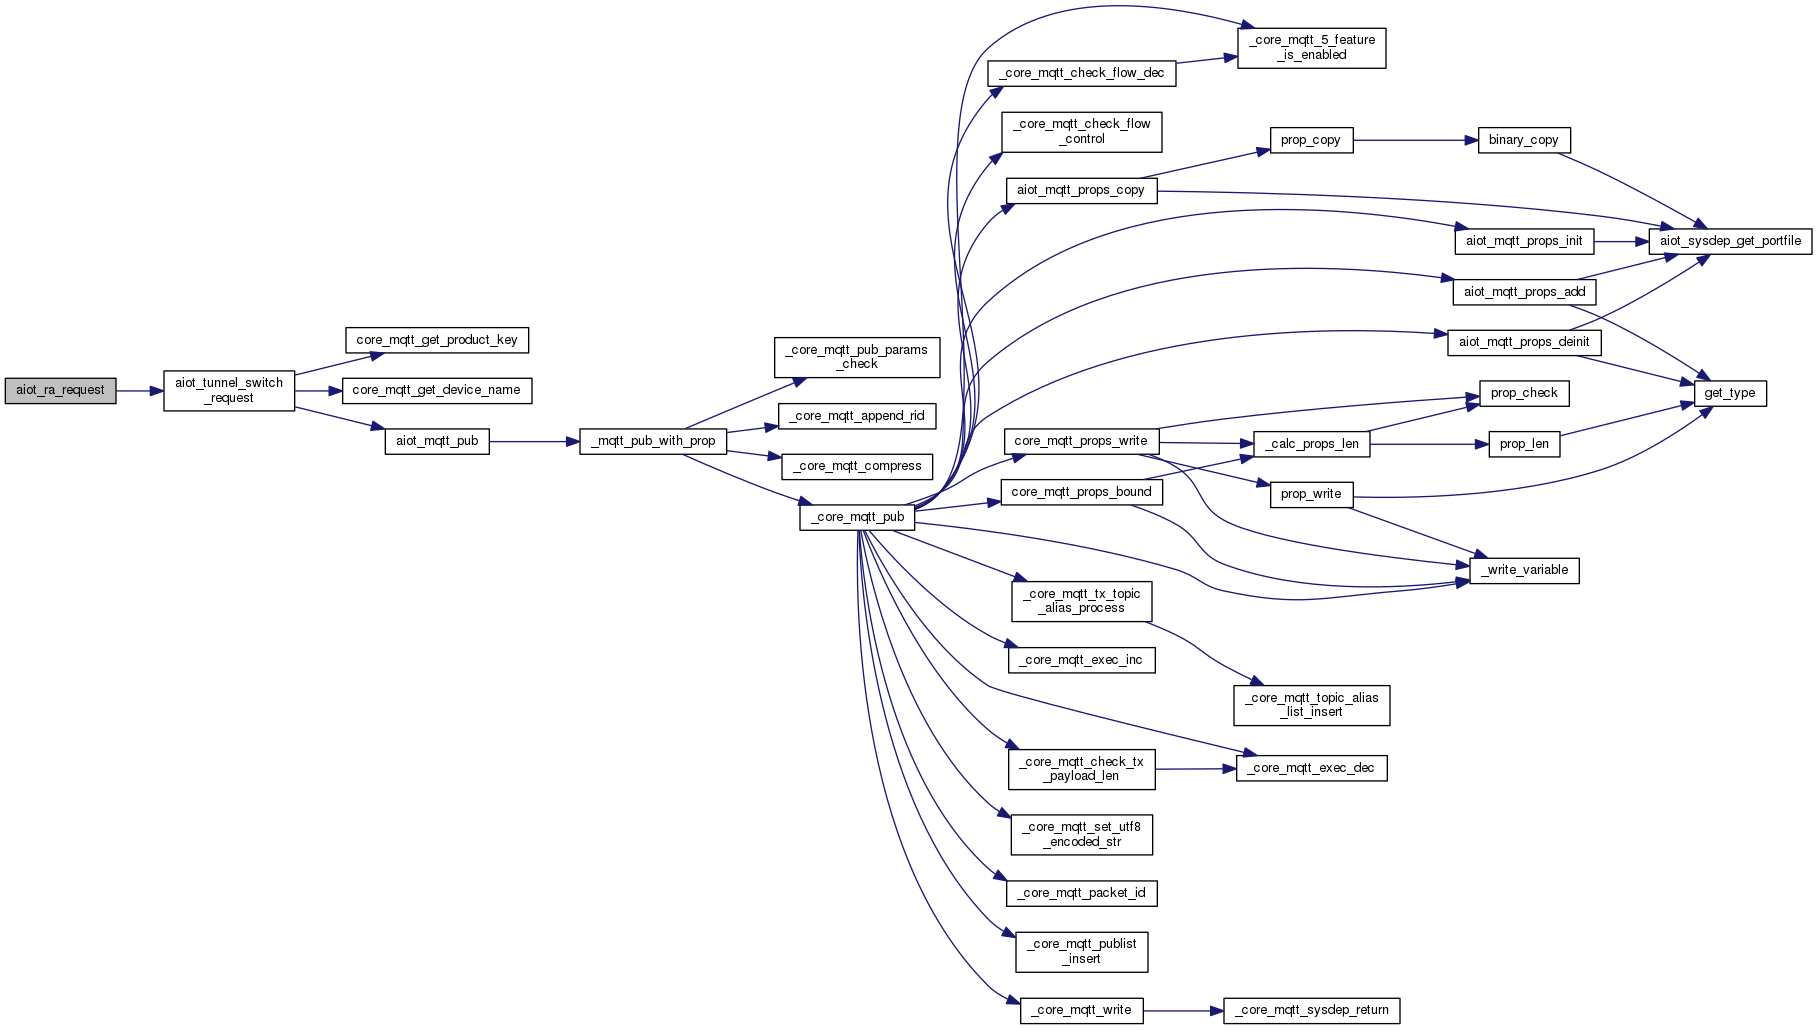 aiot_ra_request
aiot_tunnel_switch
_request
core_mqtt_get_product_key
core_mqtt_get_device_name
aiot_mqtt_pub
_mqtt_pub_with_prop
_core_mqtt_pub_params
_check
_core_mqtt_append_rid
_core_mqtt_compress
_core_mqtt_pub
_core_mqtt_5_feature
_is_enabled
_core_mqtt_check_flow_dec
_core_mqtt_check_flow
_control
aiot_mqtt_props_copy
prop_copy
binary_copy
aiot_sysdep_get_portfile
aiot_mqtt_props_init
aiot_mqtt_props_add
aiot_mqtt_props_deinit
get_type
core_mqtt_props_write
prop_check
_calc_props_len
prop_len
core_mqtt_props_bound
prop_write
_write_variable
_core_mqtt_tx_topic
_alias_process
_core_mqtt_exec_inc
_core_mqtt_topic_alias
_list_insert
_core_mqtt_check_tx
_payload_len
_core_mqtt_exec_dec
_core_mqtt_set_utf8
_encoded_str
_core_mqtt_packet_id
_core_mqtt_publist
_insert
_core_mqtt_write
_core_mqtt_sysdep_return